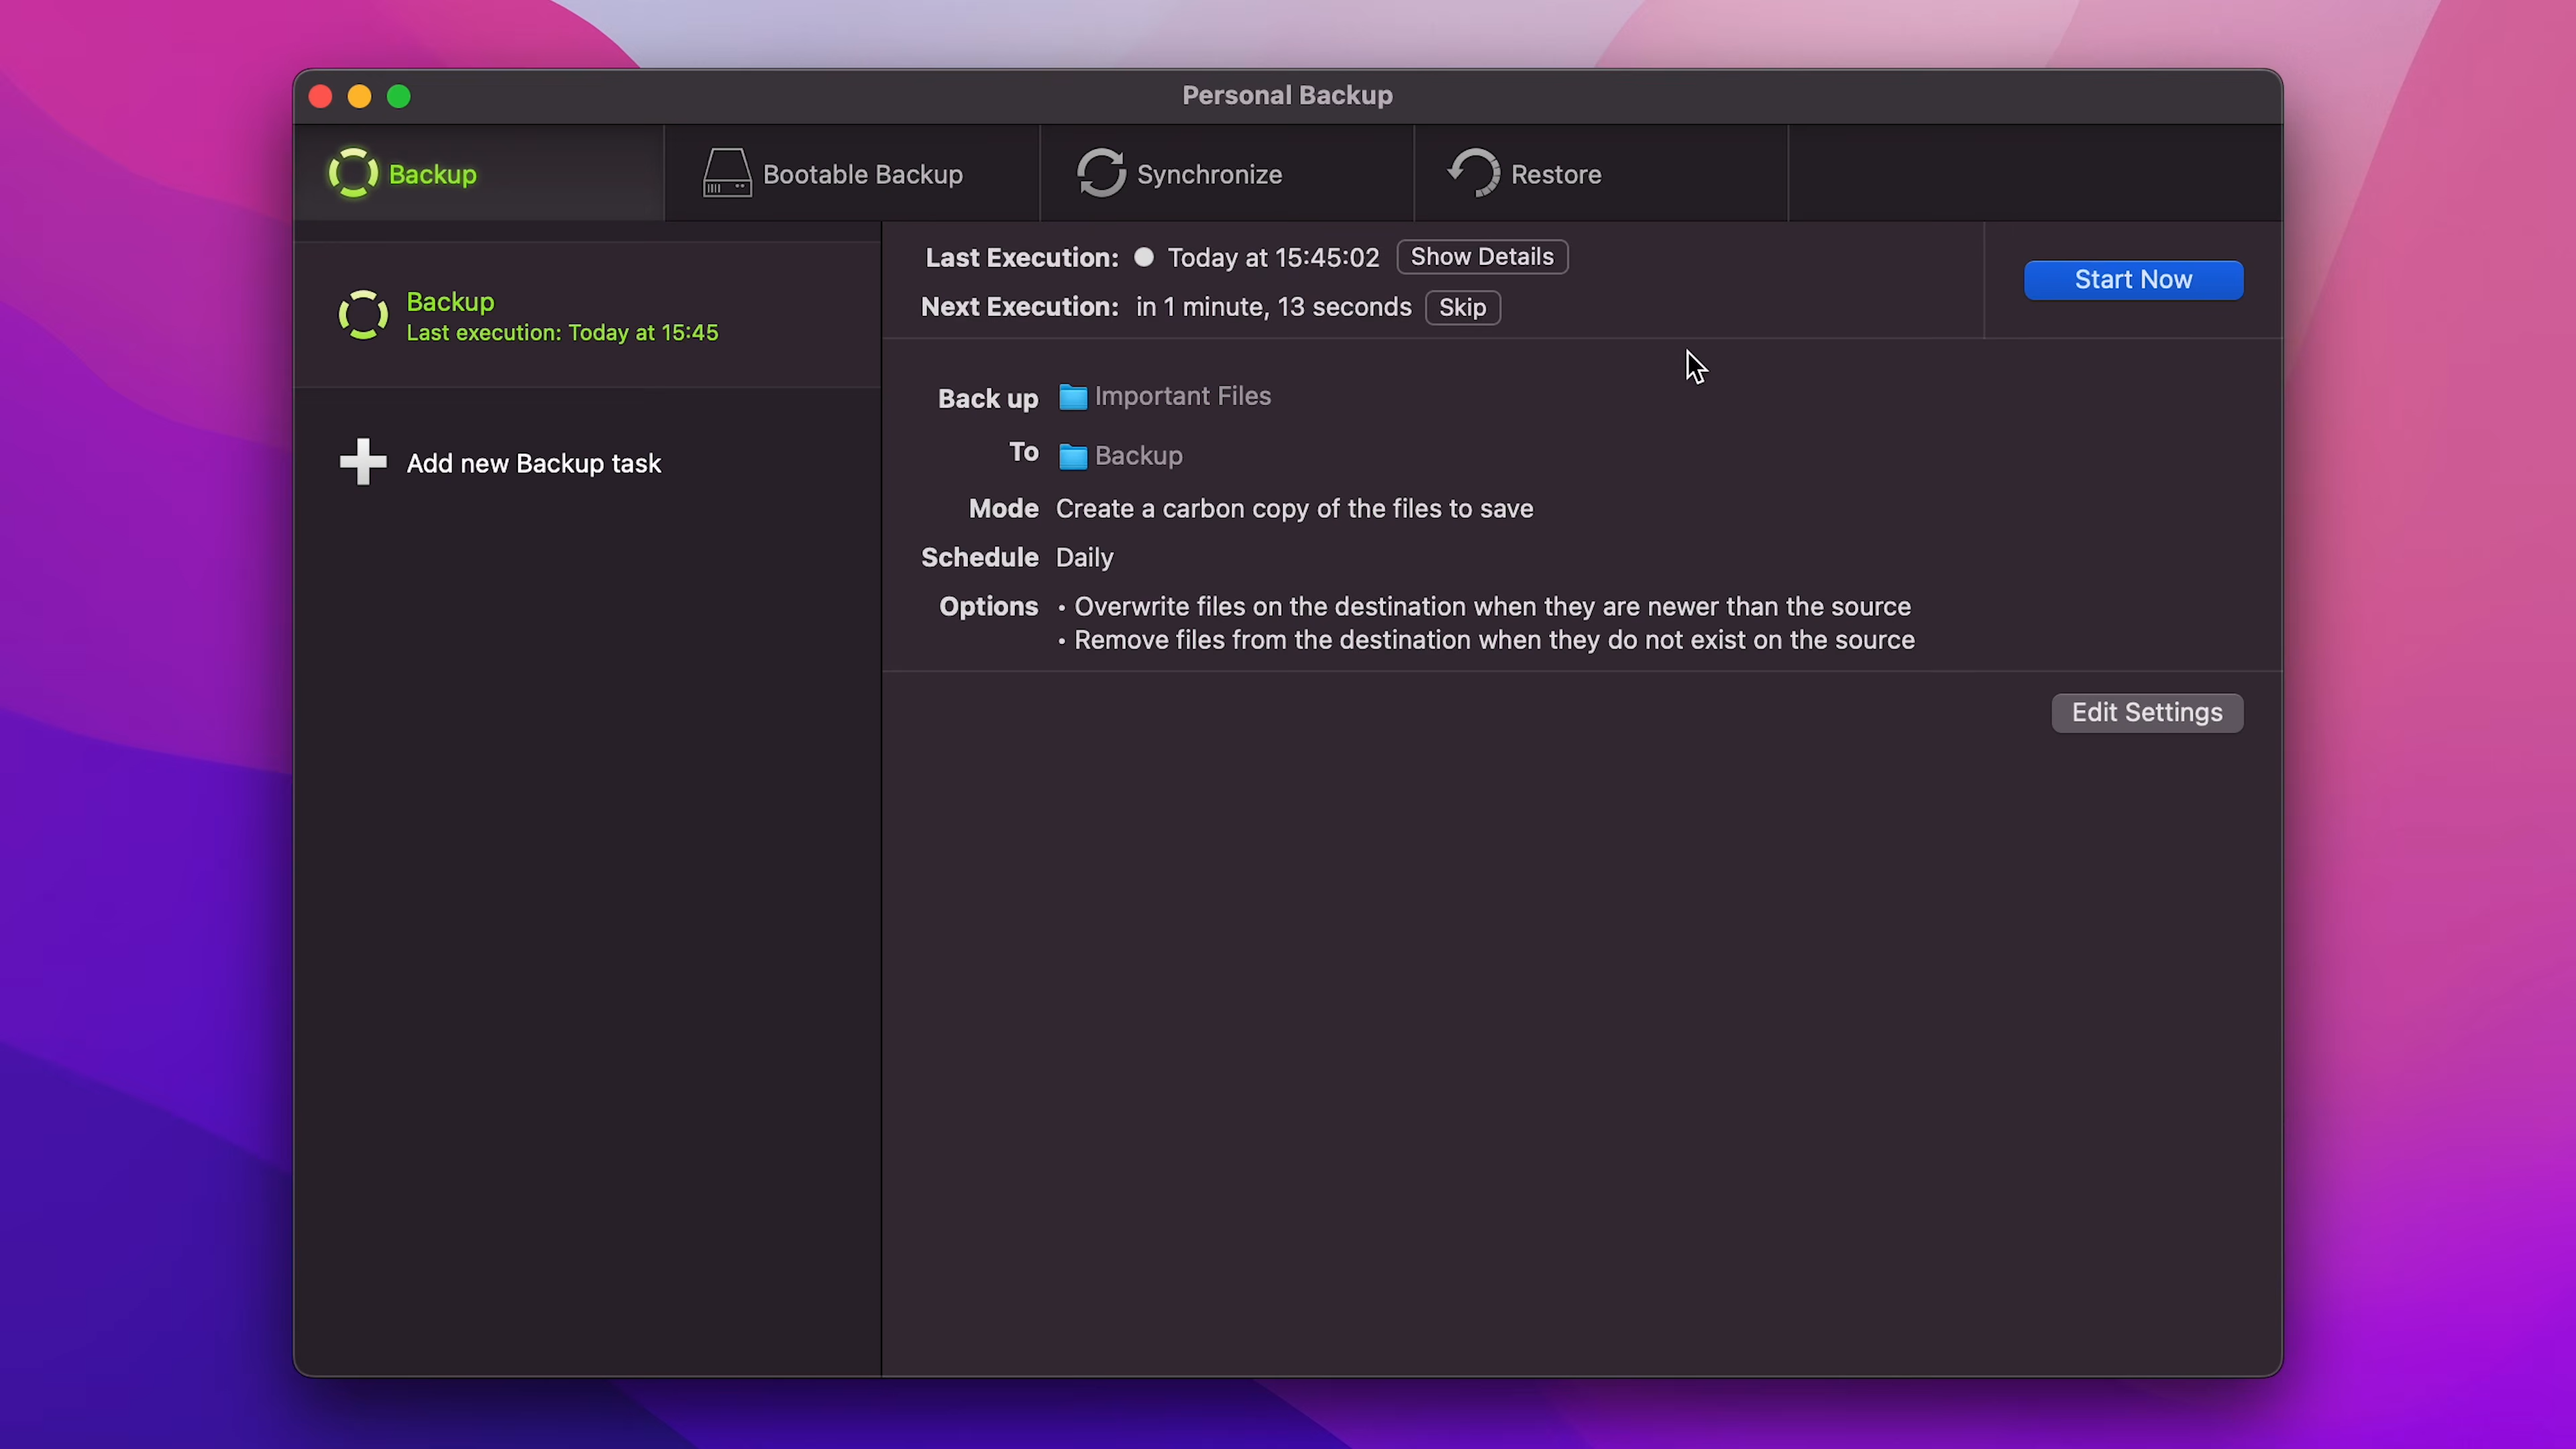 Personal Backup
Backup
Bootable Backup
Synchronize
Restore
Backup
Last execution: Today at 15:45
Add new Backup task
Last Execution: Today at 15:45:02 Show Details
Next Execution: in 1 minute, 13 seconds Skip
Start Now
Back up Important Files
To Backup
Mode Create a carbon copy of the files to save
Schedule Daily
Options • Overwrite files on the destination when they are newer than the source
• Remove files from the destination when they do not exist on the source
Edit Settings